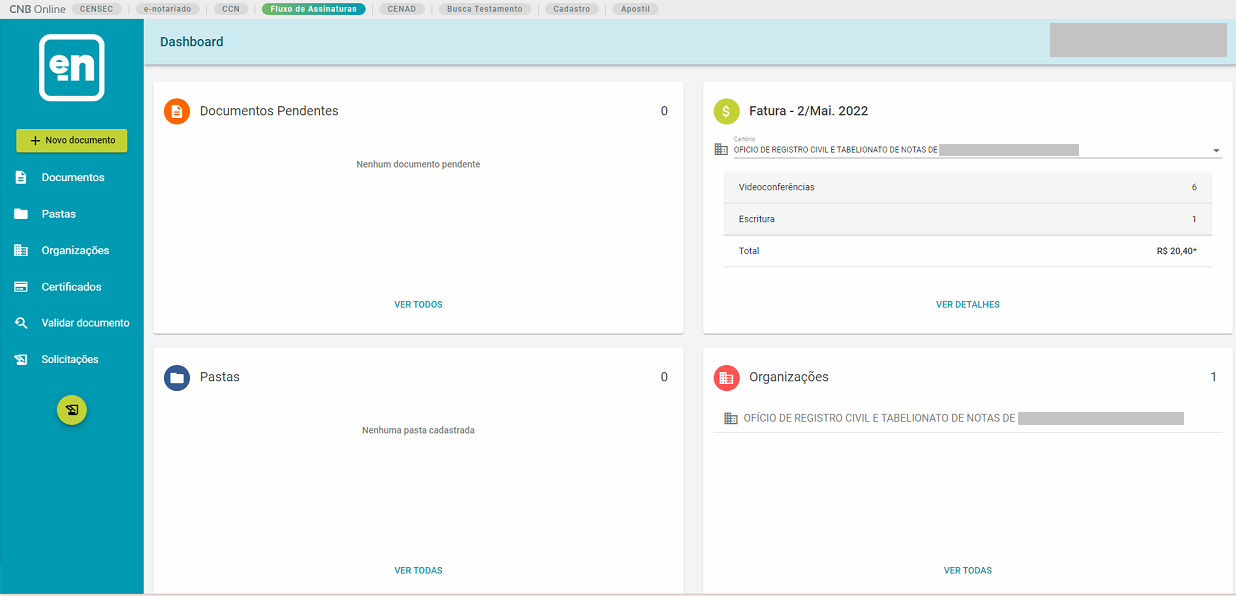 CNB Online CENSEC e-notariado CCN Fluxo de Assinaturas CENAD Busca Testamento Cadastro Apostil
en
Dashboard
+ Novo documento
Documentos
Pastas
Organizações
Certificados
Validar documento
Solicitações
Documentos Pendentes 0
Nenhum documento pendente
VER TODOS
$ Fatura - 2/Mai. 2022
Cartório
OFICIO DE REGISTRO CIVIL E TABELIONATO DE NOTAS DE
Videoconferências 6
Escritura 1
Total R$ 20,40*
VER DETALHES
Pastas 0
Nenhuma pasta cadastrada
VER TODAS
Organizações 1
OFÍCIO DE REGISTRO CIVIL E TABELIONATO DE NOTAS DE
VER TODAS